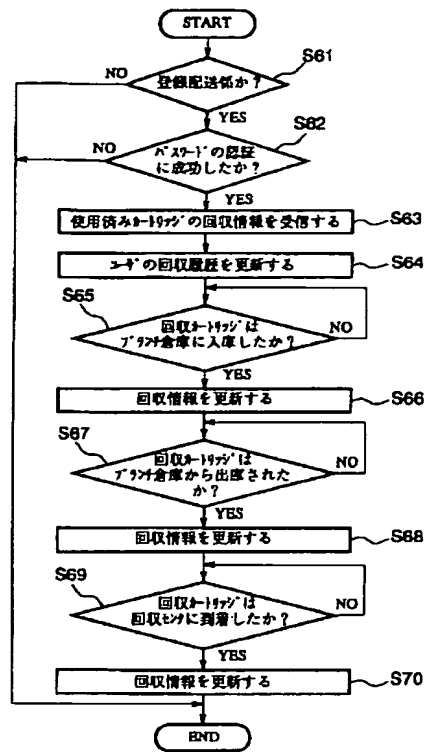 START
S61
登録配送係か?
NO
YES
S62
パスワードの認証
に成功したか?
NO
YES
使用済みカートリッジの回収情報を受信する
S63
ユーザの回収履歴を更新する
S64
S65
回収カートリッジは
ブランチ倉庫に入庫したか?
NO
YES
回収情報を更新する
S66
S67
回収カートリッジは
ブランチ倉庫から出庫された
か?
NO
YES
回収情報を更新する
S68
S69
回収カートリッジは
回収センタに到着したか?
NO
YES
回収情報を更新する
S70
END